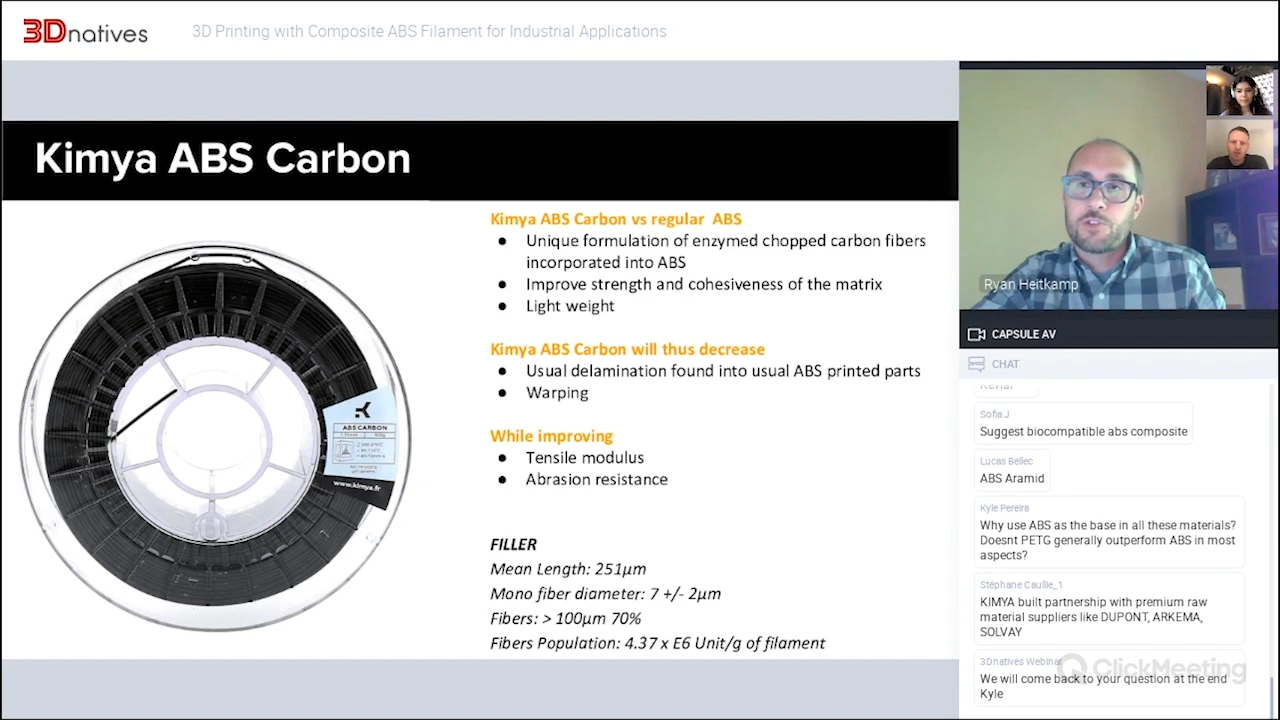 3Dnatives
3D Printing with Composite ABS Filament for Industrial Applications
Kimya ABS Carbon
Kimya ABS Carbon vs regular ABS
● Unique formulation of enzymed chopped carbon fibers
incorporated into ABS
● Improve strength and cohesiveness of the matrix
● Light weight
Kimya ABS Carbon will thus decrease
● Usual delamination found into usual ABS printed parts
● Warping
While improving
● Tensile modulus
● Abrasion resistance
FILLER
Mean Length: 251µm
Mono fiber diameter: 7 +/- 2µm
Fibers: > 100µm 70%
Fibers Population: 4.37 x E6 Unit/g of filament
ABS CARBON
www.kimya.fr
Ryan Heitkamp
CAPSULE AV
CHAT
Kevlar
Sofia J
Suggest biocompatible abs composite
Lucas Bellec
ABS Aramid
Kyle Pereira
Why use ABS as the base in all these materials?
Doesnt PETG generally outperform ABS in most
aspects?
Stéphane Caullie_1
KIMYA built partnership with premium raw
material suppliers like DUPONT, ARKEMA,
SOLVAY
3Dnatives Webinar
We will come back to your question at the end
Kyle
ClickMeeting